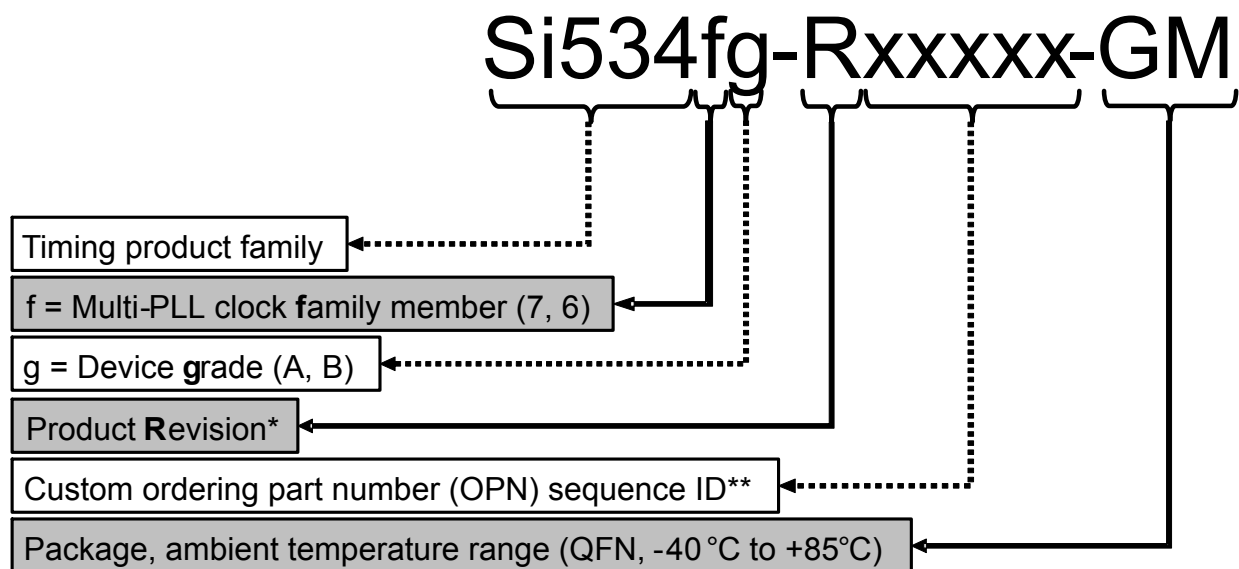 Si534fg-Rxxxxx-GM
Timing product family
f = Multi-PLL clock family member (7, 6)
g = Device grade (A, B)
Product Revision*
Custom ordering part number (OPN) sequence ID**
Package, ambient temperature range (QFN, -40 °C to +85°C)